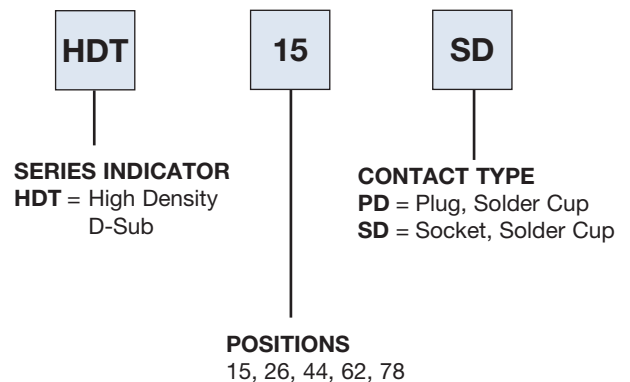 HDT 15 SD
SERIES INDICATOR
HDT = High Density
D-Sub
CONTACT TYPE
PD = Plug, Solder Cup
SD = Socket, Solder Cup
POSITIONS
15, 26, 44, 62, 78